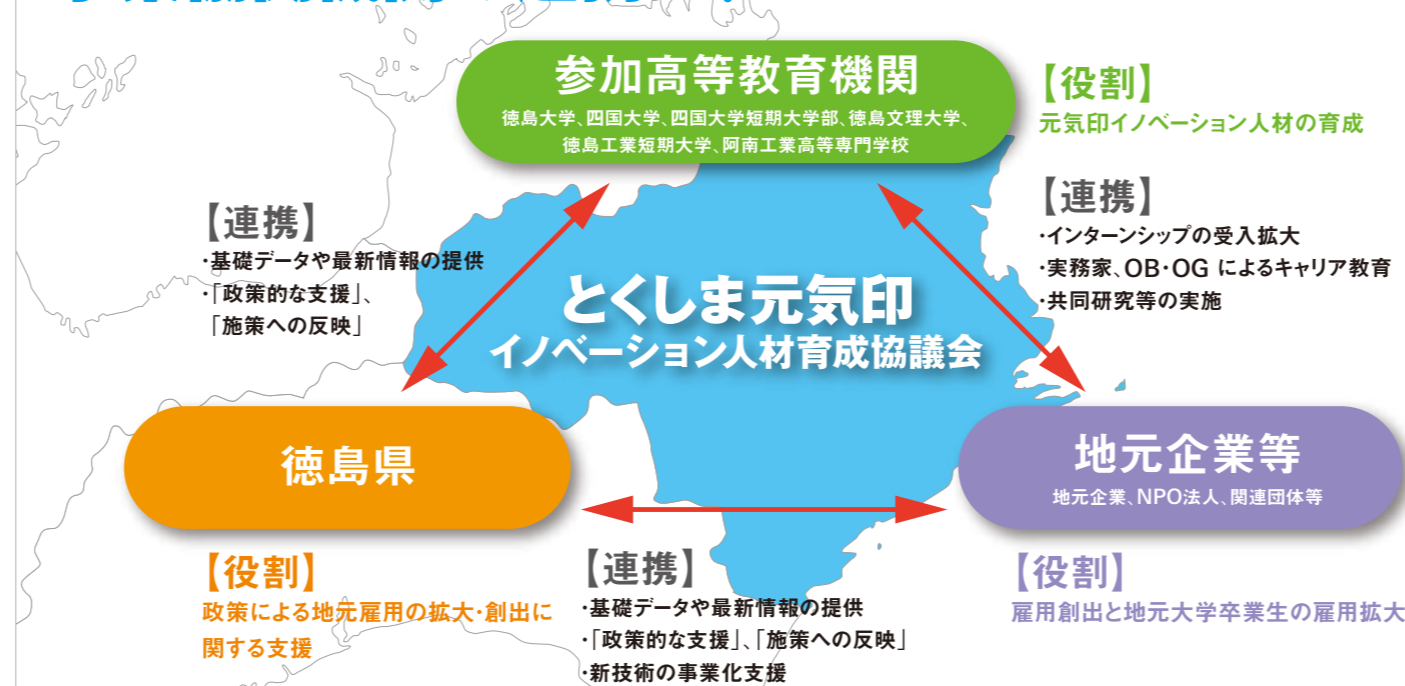 参加高等教育機関
徳島大学、四国大学、四国大学短期大学部、徳島文理大学、
徳島工業短期大学、阿南工業高等専門学校
【役割】
元気印イノベーション人材の育成
【連携】
・基礎データや最新情報の提供
・「政策的な支援」、
「施策への反映」
【連携】
・インターンシップの受入拡大
・実務家、OB・OG によるキャリア教育
・共同研究等の実施
とくしま元気印
イノベーション人材育成協議会
徳島県
地元企業等
地元企業、NPO法人、関連団体等
【役割】
政策による地元雇用の拡大・創出に
関する支援
【連携】
・基礎データや最新情報の提供
・「政策的な支援」、「施策への反映」
・新技術の事業化支援
【役割】
雇用創出と地元大学卒業生の雇用拡大